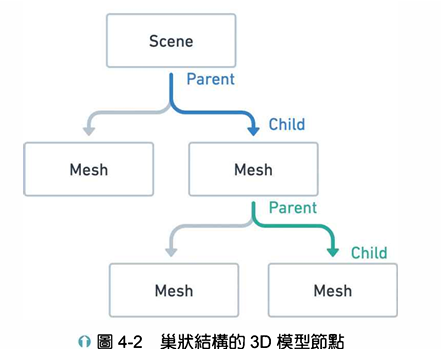 Scene
Parent
Child
Mesh
Mesh
Parent
Child
Mesh
Mesh
圖 4-2 巢狀結構的 3D 模型節點